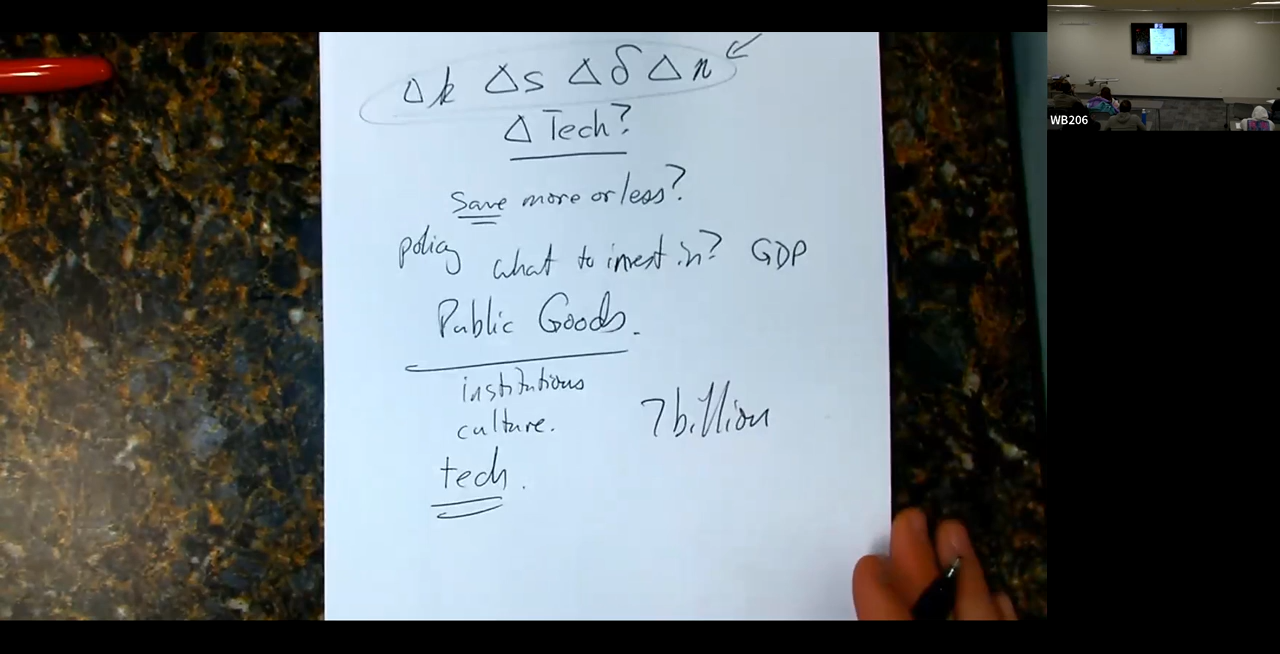 Δk Δs Δδ Δn
Δ Tech?
Save more or less?
policy what to invest in? GDP
Public Goods.
institutions
culture.
7 billion
tech.
WB206